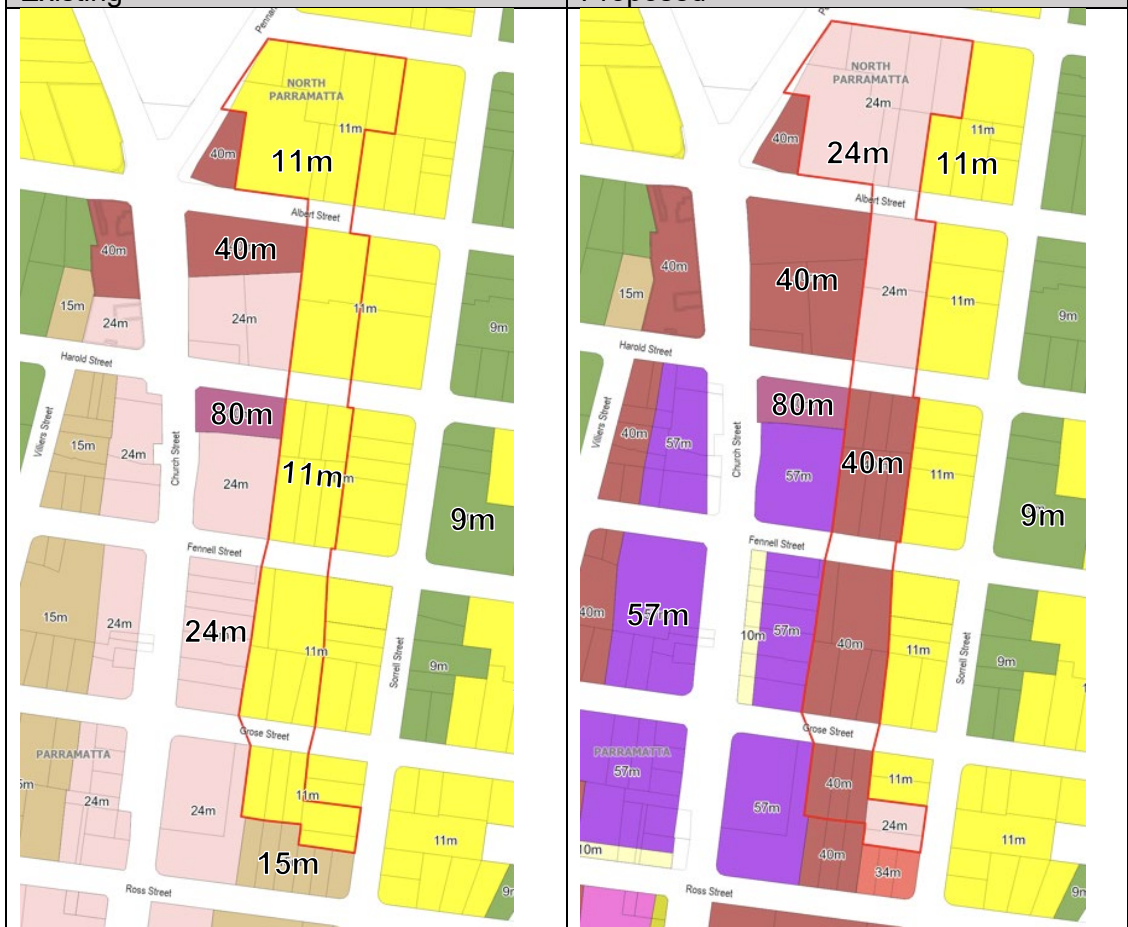 Existing
Proposed
NORTH
PARRAMATTA
11m
40m
11m
Albert Street
40m
40m
24m
11m
15m
24m
9m
Harold Street
80m
Villiers Street
15m
24m
Church Street
24m
11m
9m
Fennell Street
15m
24m
24m
11m
Sorrell Street
9m
Grose Street
PARRAMATTA
24m
24m
11m
11m
15m
Ross Street
NORTH
PARRAMATTA
24m
40m
24m
11m
11m
Albert Street
40m
40m
24m
11m
15m
9m
Harold Street
80m
Villiers Street
40m
57m
Church Street
57m
40m
11m
9m
Fennell Street
40m
57m
10m
57m
40m
11m
Sorrell Street
9m
Grose Street
PARRAMATTA
57m
57m
40m
11m
24m
11m
10m
40m
34m
Ross Street